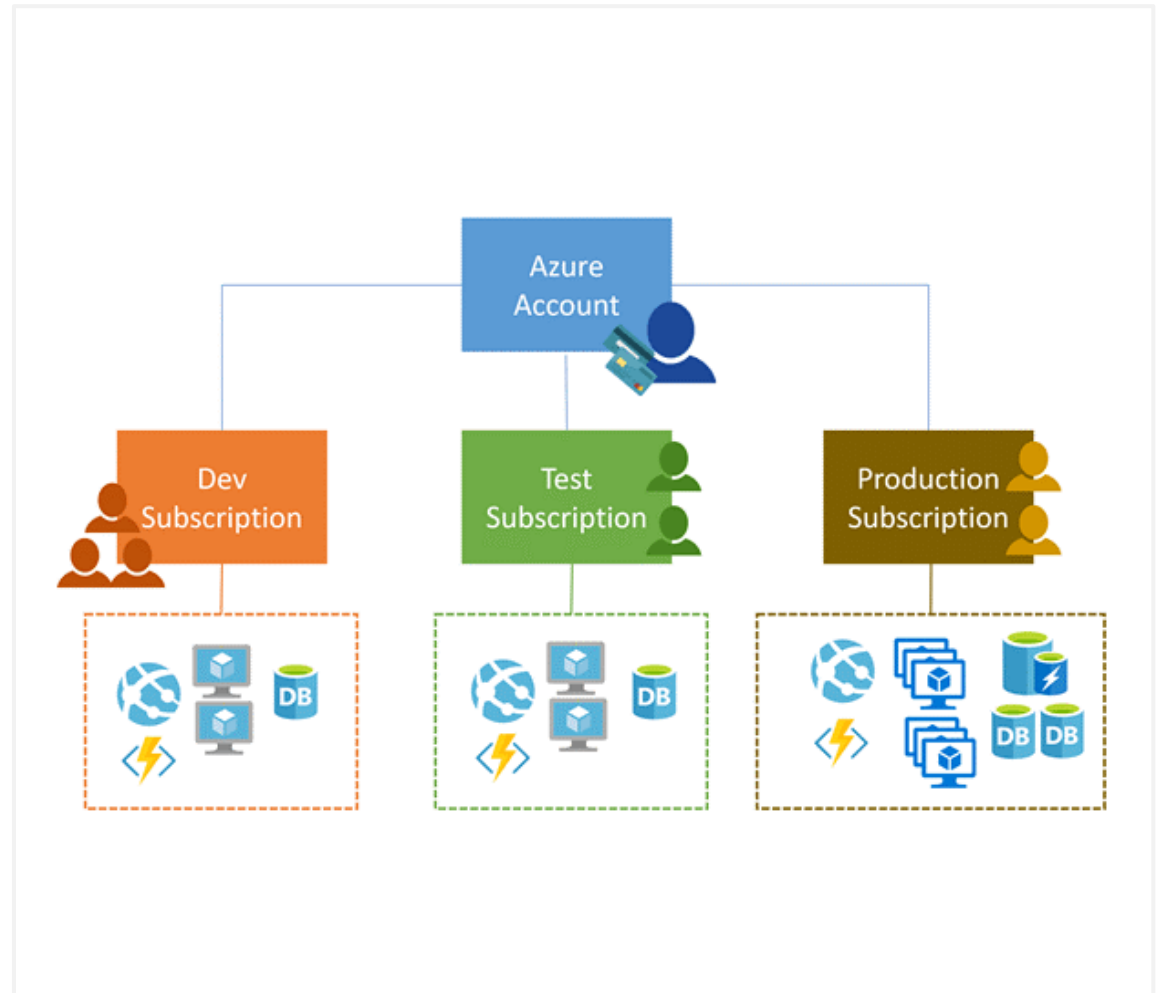 Azure
Account
Dev
Subscription
Test
Subscription
Production
Subscription
DB
DB
DB
DB